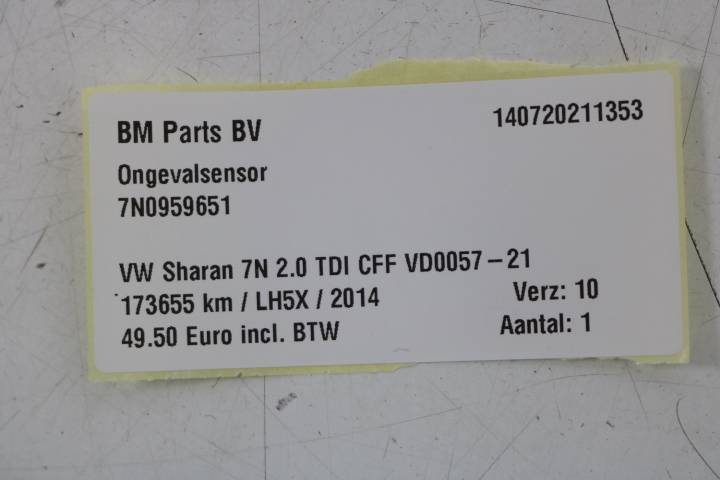 BM Parts BV 140720211353
Ongevalsensor
7N0959651
VW Sharan 7N 2.0 TDI CFF VD0057-21
173655 km / LH5X / 2014 Verz: 10
49.50 Euro incl. BTW Aantal: 1